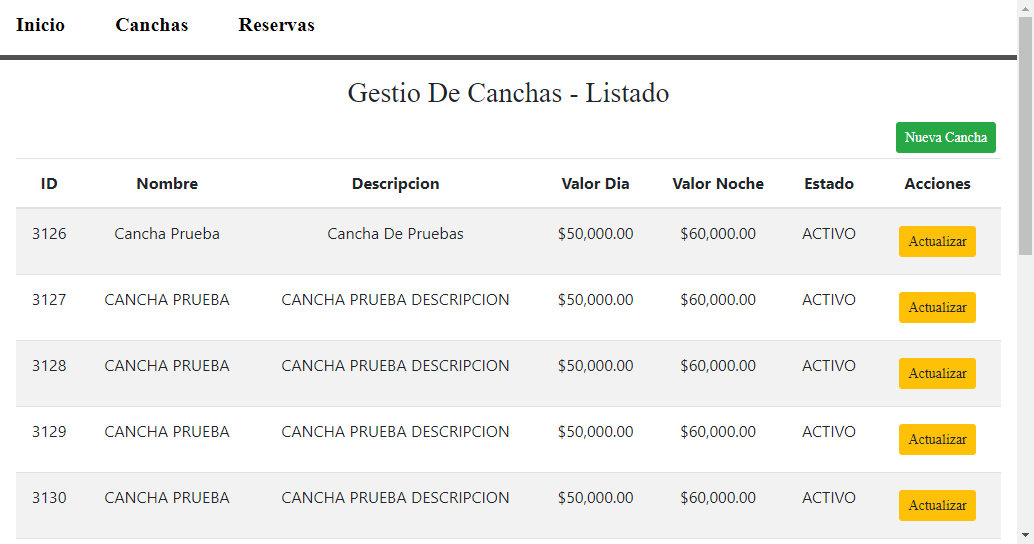 Inicio Canchas Reservas
Gestio De Canchas - Listado
Nueva Cancha
ID Nombre Descripcion Valor Dia Valor Noche Estado Acciones
3126 Cancha Prueba Cancha De Pruebas $50,000.00 $60,000.00 ACTIVO Actualizar
3127 CANCHA PRUEBA CANCHA PRUEBA DESCRIPCION $50,000.00 $60,000.00 ACTIVO Actualizar
3128 CANCHA PRUEBA CANCHA PRUEBA DESCRIPCION $50,000.00 $60,000.00 ACTIVO Actualizar
3129 CANCHA PRUEBA CANCHA PRUEBA DESCRIPCION $50,000.00 $60,000.00 ACTIVO Actualizar
3130 CANCHA PRUEBA CANCHA PRUEBA DESCRIPCION $50,000.00 $60,000.00 ACTIVO Actualizar